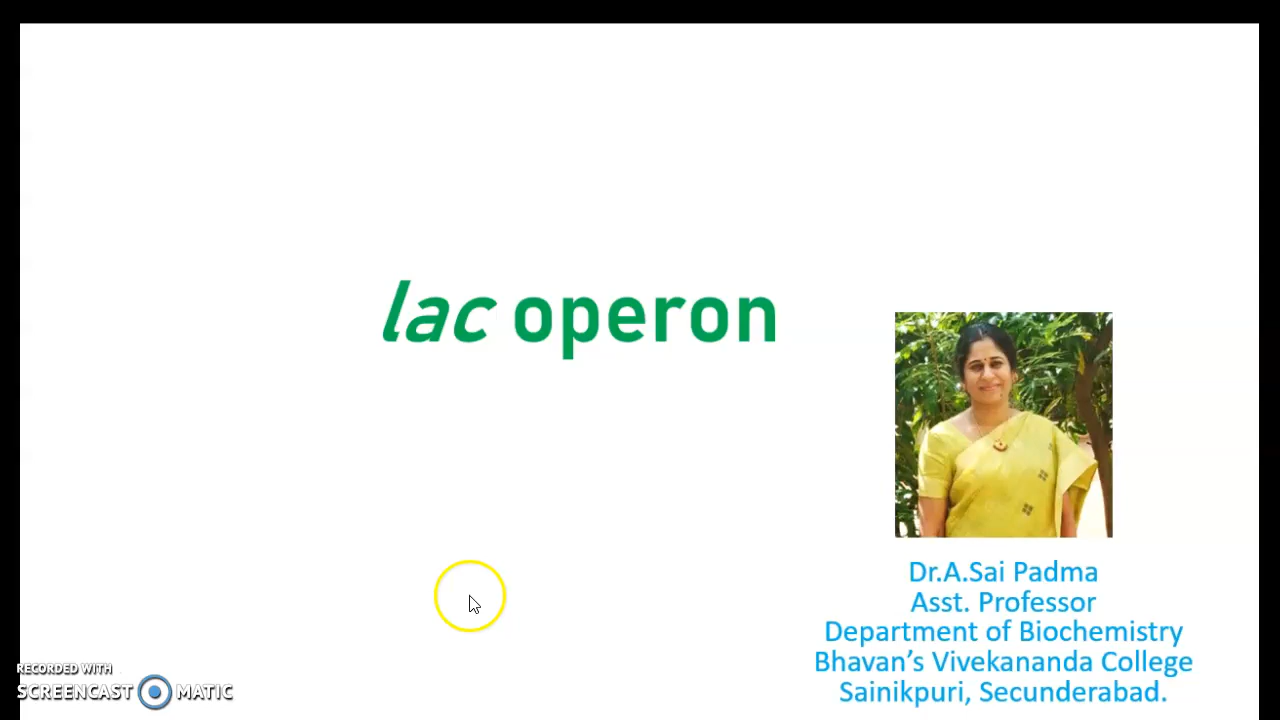 lac operon
Dr.A.Sai Padma
Asst. Professor
Department of Biochemistry
Bhavan’s Vivekananda College
Sainikpuri, Secunderabad.
RECORDED WITH
SCREENCAST MATIC